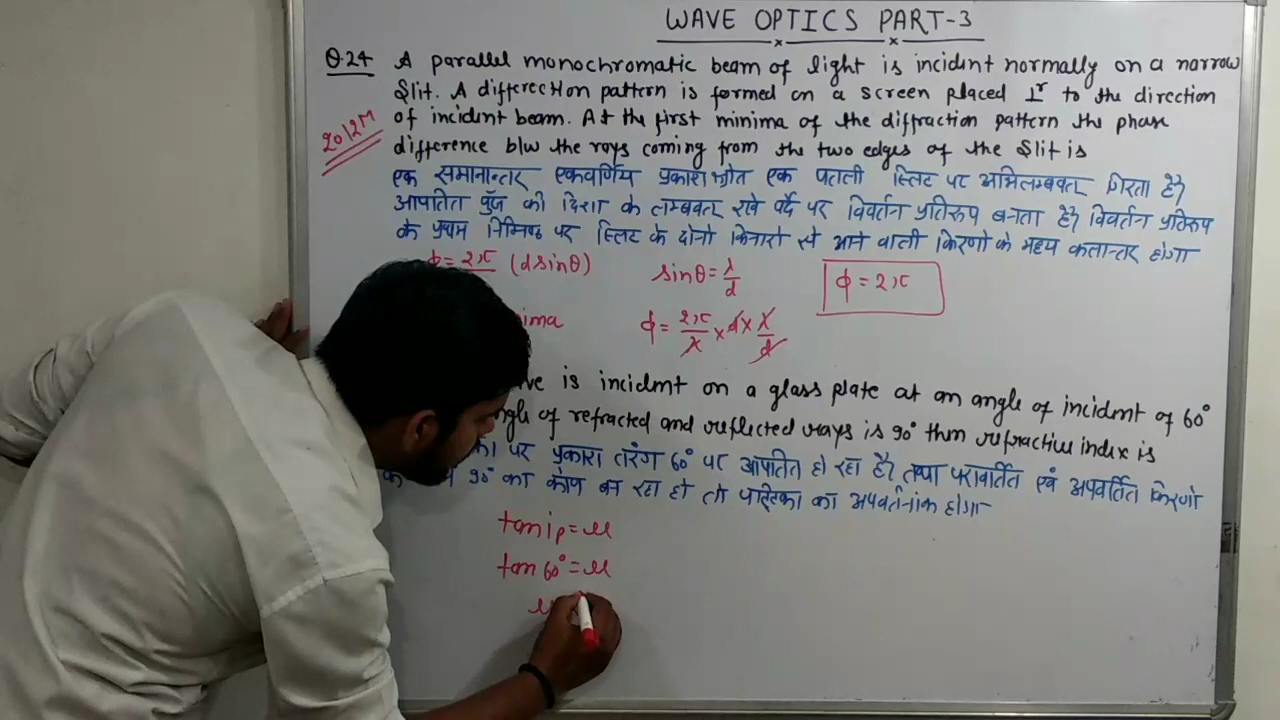 WAVE OPTICS PART-3
Q.24 A parallel monochromatic beam of light is incident normally on a narrow
Slit. A differection pattern is formed on a screen placed ⊥r to the direction
of incident beam. At the first minima of the diffraction pattern the phase
difference b/w the rays coming from the two edges of the Slit is
2012M
एक समानान्तर एकवर्णिय प्रकाश स्रोत एक पतली स्लिट पर अभिलम्बवत् गिरता है,
आपतित पुँज की दिशा के लम्बवत् रखे पर्दे पर विवर्तन प्रतिरूप बनता है, विवर्तन प्रतिरूप
के प्रथम निम्निष्ठ पर स्लिट के दोनो किनारो से आने वाली किरणो के मध्य कलान्तर होगा
ϕ = 2π (dsinθ)
sinθ = λ/d
ϕ = 2π
ima
ϕ = 2π/λ × d × λ/d
ve is incident on a glass plate at an angle of incident of 60°
ngle of refracted and reflected rays is 90° then refractive index is
का पर प्रकाश तरंग 60° पर आपतित हो रहा है, तथा परावर्तित एवं अपवर्तित किरणो
90° का कोण बन रहा हो तो पट्टिका का अपवर्तनांक होगा
tan ip = μ
tan 60° = μ
μ